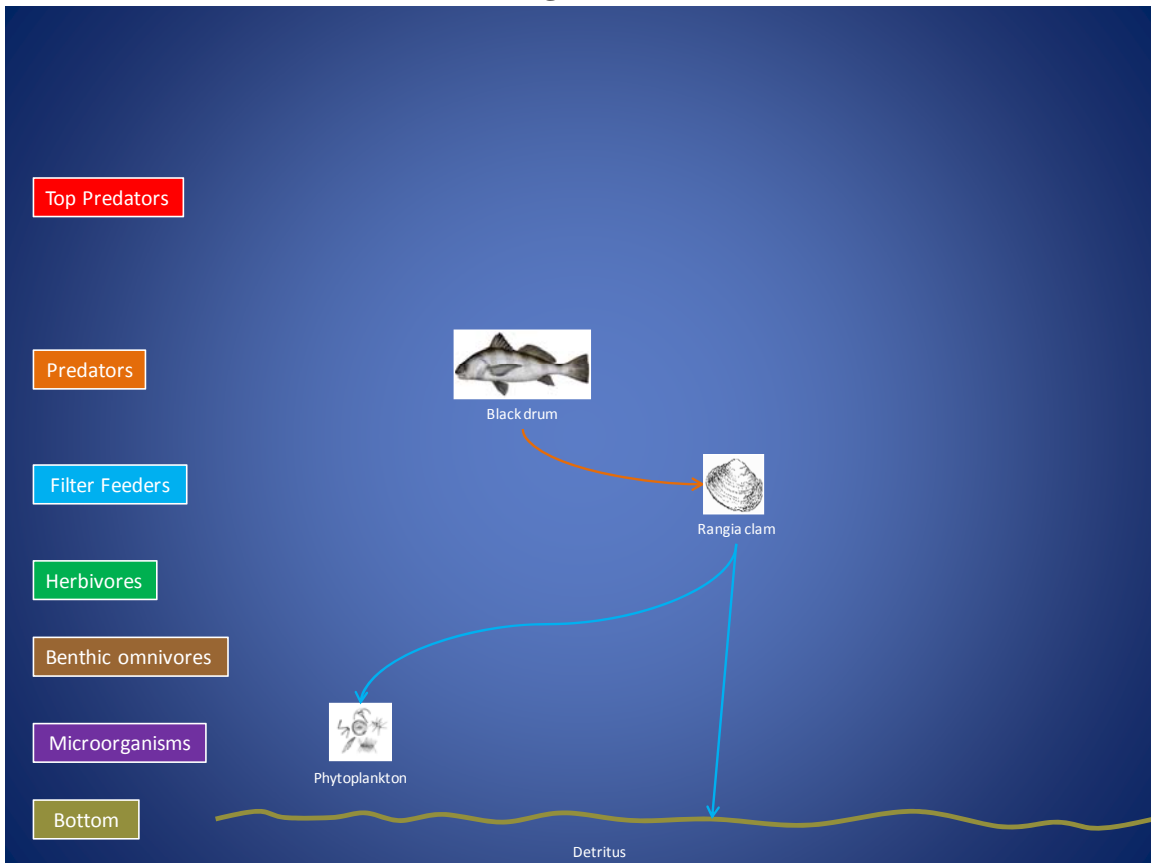 Top Predators
Predators
Black drum
Filter Feeders
Rangia clam
Herbivores
Benthic omnivores
Microorganisms
Phytoplankton
Bottom
Detritus